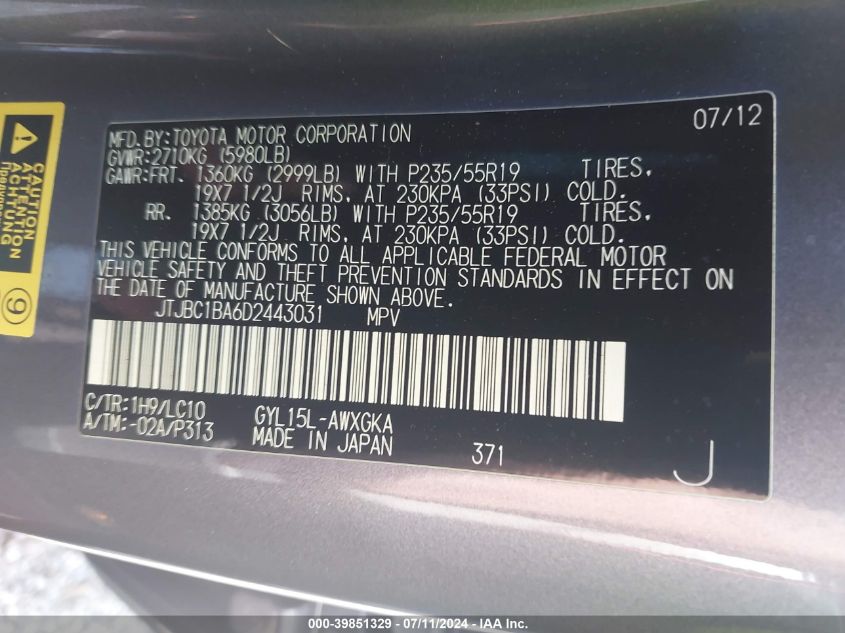 07/12
MFD.BY:TOYOTA MOTOR CORPORATION
GVWR:2710KG (5980LB)
GAWR:FRT. 1360KG (2999LB) WITH P235/55R19 TIRES,
19X7 1/2J RIMS, AT 230KPA (33PSI) COLD.
RR. 1385KG (3056LB) WITH P235/55R19 TIRES,
19X7 1/2J RIMS, AT 230KPA (33PSI) COLD.
THIS VEHICLE CONFORMS TO ALL APPLICABLE FEDERAL MOTOR
VEHICLE SAFETY AND THEFT PREVENTION STANDARDS IN EFFECT ON
THE DATE OF MANUFACTURE SHOWN ABOVE.
JTJBC1BA6D2443031 MPV
C/TR:1H9/LC10 GYL15L-AWXGKA
A/TM:-02A/P313 MADE IN JAPAN 371
J
CAUTION
ATTENTION
ACHTUNG
9
000-39851329 - 07/11/2024 - IAA Inc.